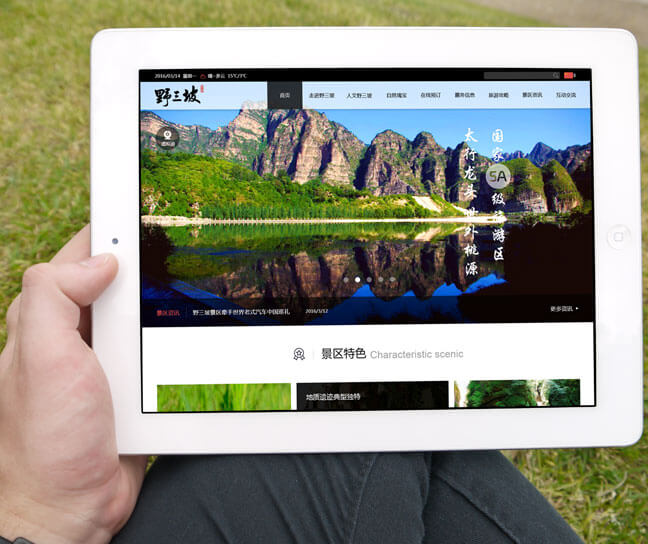 2016/03/14 星期一 晴~多云 15℃/3℃
野三坡
首页 走进野三坡 人文野三坡 自然瑰宝 在线预订 服务信息 旅游攻略 景区资讯 互动交流
国家5A级旅游区
太行龙头世外桃源
景区资讯 野三坡景区牵手世界老式汽车中国巡礼 2016/3/12 更多资讯
景区特色 Characteristic scenic
地质遗迹典型独特